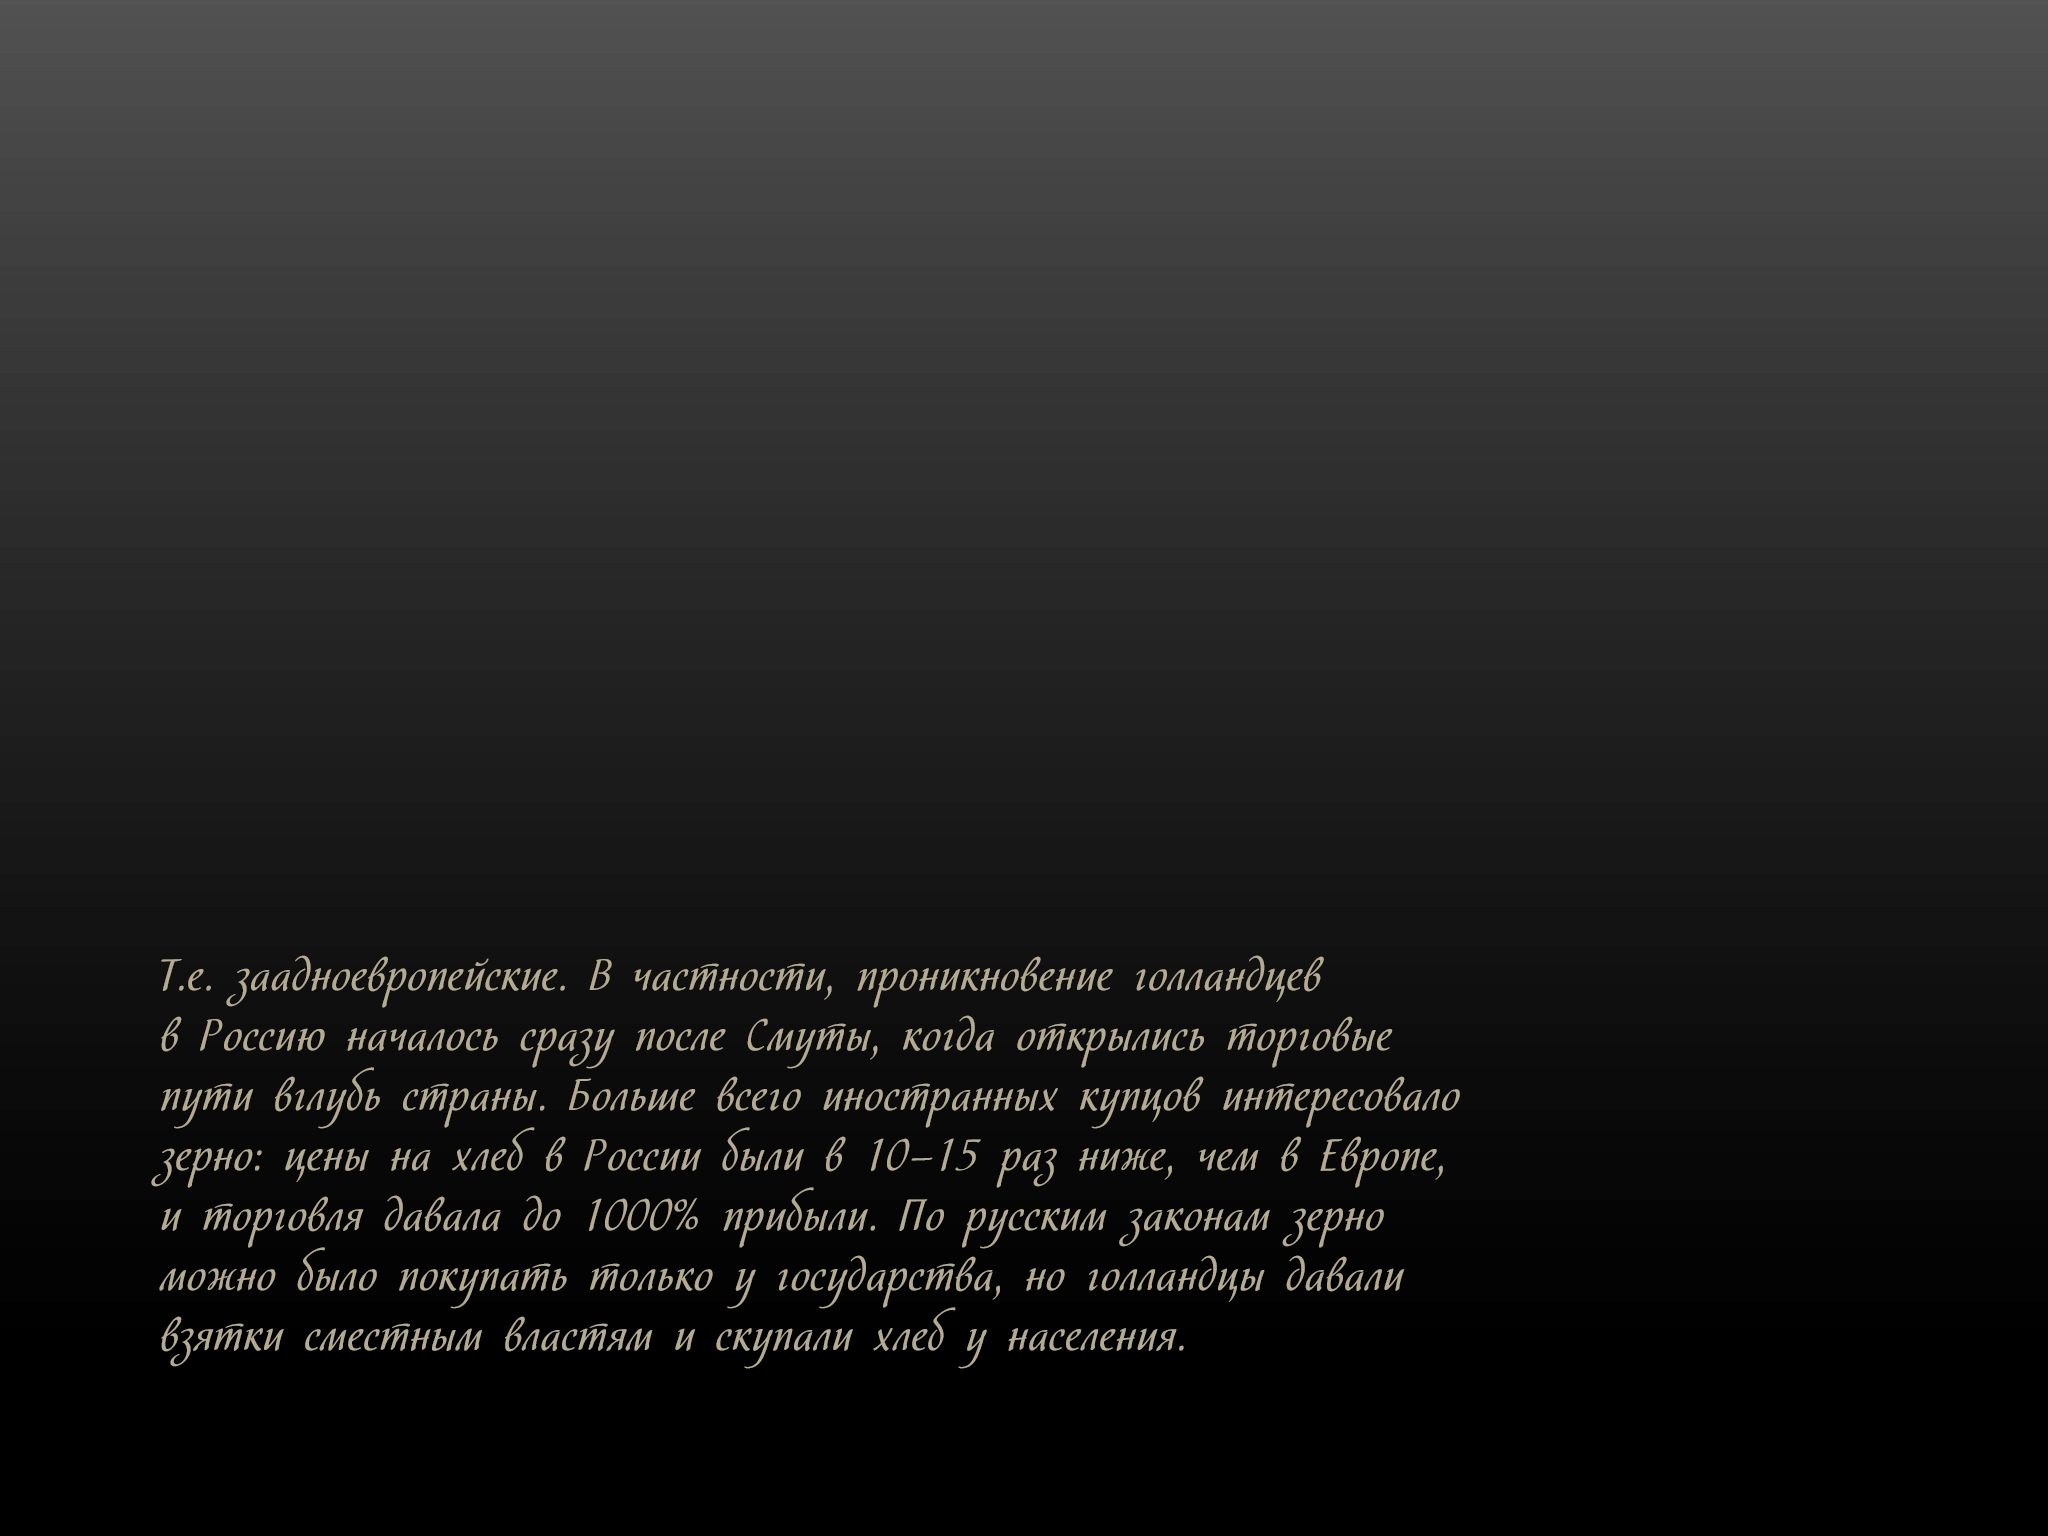 Т.е. заадноевропейские. В частности, проникновение голландцев
в Россию началось сразу после Смуты, когда открылись торговые
пути вглубь страны. Больше всего иностранных купцов интересовало
зерно: цены на хлеб в России были в 10–15 раз ниже, чем в Европе,
и торговля давала до 1000% прибыли. По русским законам зерно
можно было покупать только у государства, но голландцы давали
взятки сместным властям и скупали хлеб у населения.